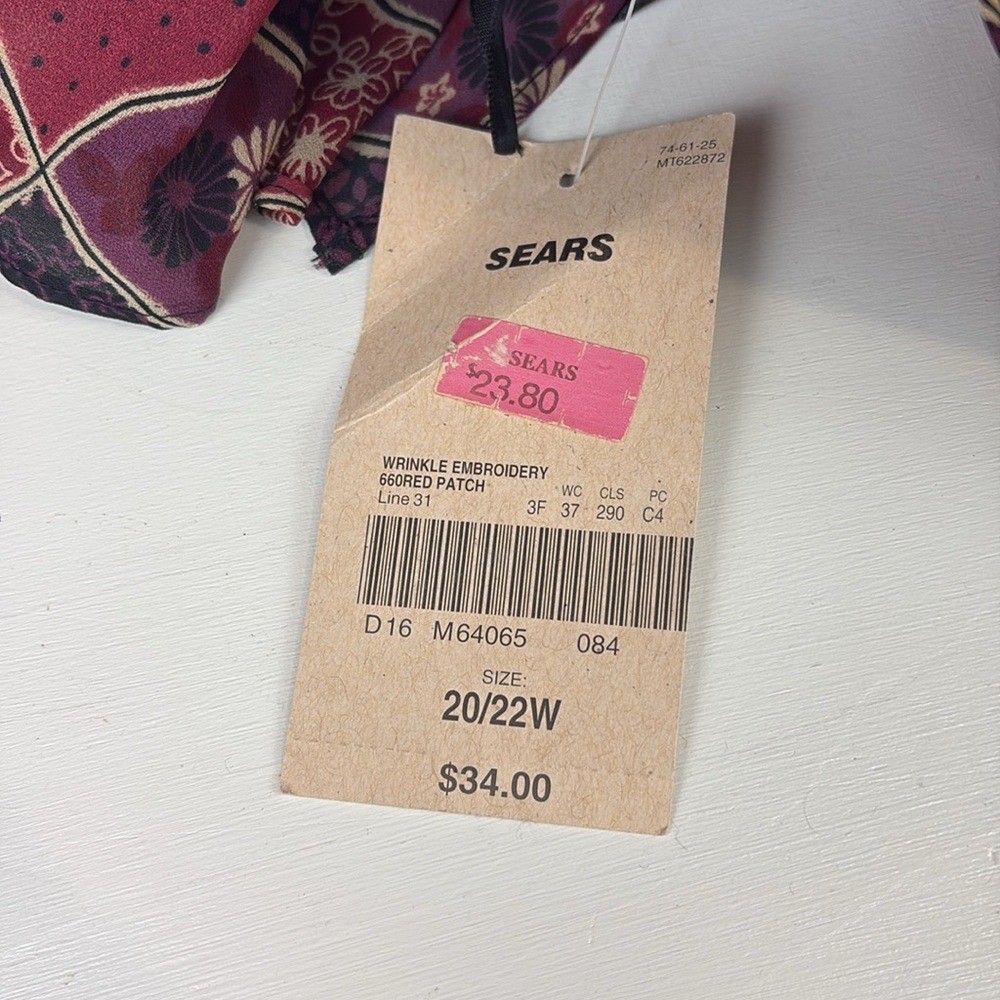 74-61-25
MT622872
SEARS
SEARS
$23.80
WRINKLE EMBROIDERY
660RED PATCH
Line 31
WC CLS PC
3F 37 290 C4
D16 M64065 084
SIZE:
20/22W
$34.00